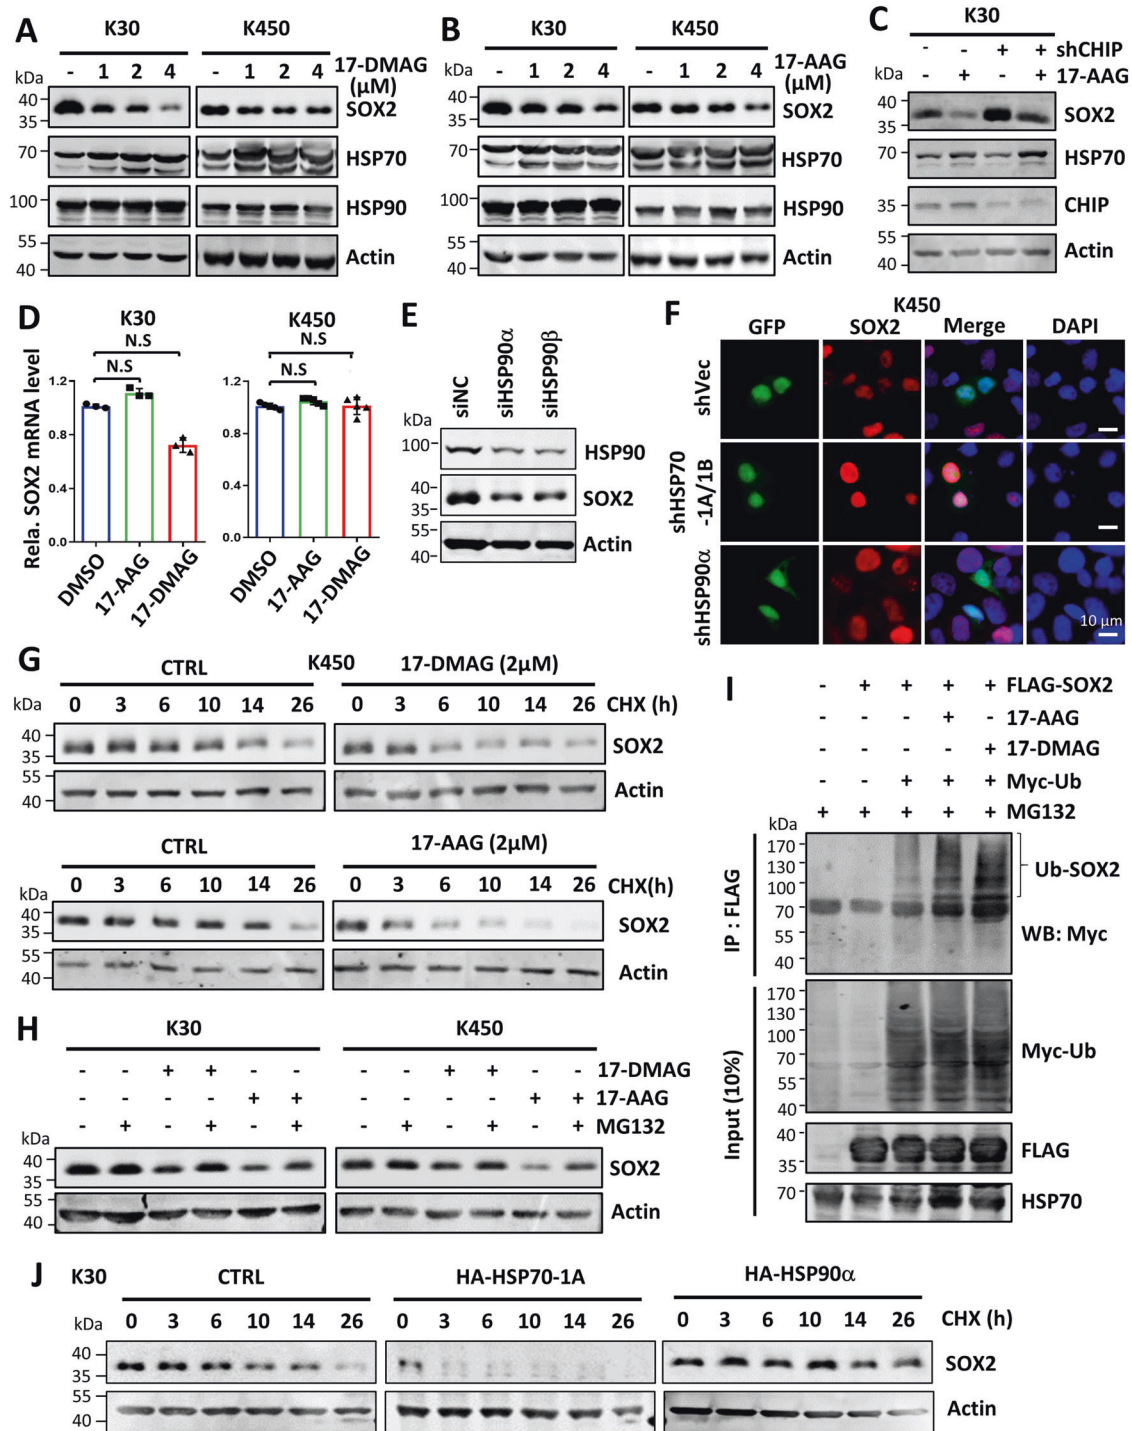 A
K30
K450
kDa
- 1 2 4 - 1 2 4
17-DMAG
(μM)
40
35
SOX2
70
HSP70
100
HSP90
55
40
Actin
B
K30
K450
kDa
- 1 2 4 - 1 2 4
17-AAG
(μM)
40
35
SOX2
70
HSP70
100
HSP90
55
40
Actin
C
K30
- - + + shCHIP
kDa
- + - + 17-AAG
40
35
SOX2
70
HSP70
35
CHIP
55
40
Actin
D
K30
K450
N.S
N.S
N.S
N.S
Rela. SOX2 mRNA level
1.2
0.8
0.4
0.0
DMSO
17-AAG
17-DMAG
1.2
0.8
0.4
0.0
DMSO
17-AAG
17-DMAG
E
siNC
siHSP90α
siHSP90β
kDa
100
HSP90
40
35
SOX2
55
40
Actin
F
K450
GFP SOX2 Merge DAPI
shVec
shHSP70
-1A/1B
shHSP90α
10 μm
G
K450
CTRL
17-DMAG (2μM)
kDa
0 3 6 10 14 26 0 3 6 10 14 26 CHX (h)
40
35
SOX2
55
40
Actin
CTRL
17-AAG (2μM)
kDa
0 3 6 10 14 26 0 3 6 10 14 26 CHX(h)
40
35
SOX2
55
40
Actin
H
K30
K450
- - + + - - - - + + - - 17-DMAG
- - - - + + - - - - + + 17-AAG
- + - + - + - + - + - + MG132
kDa
40
35
SOX2
55
40
Actin
I
- + + + + FLAG-SOX2
- - - + - 17-AAG
- - - - + 17-DMAG
- - + + + Myc-Ub
+ + + + + MG132
kDa
IP : FLAG
170
130
100
70
55
40
Ub-SOX2
WB: Myc
Input (10%)
170
130
100
70
55
40
Myc-Ub
40
35
FLAG
70
HSP70
J
K30
CTRL
HA-HSP70-1A
HA-HSP90α
kDa
0 3 6 10 14 26 0 3 6 10 14 26 0 3 6 10 14 26 CHX (h)
40
35
SOX2
55
40
Actin